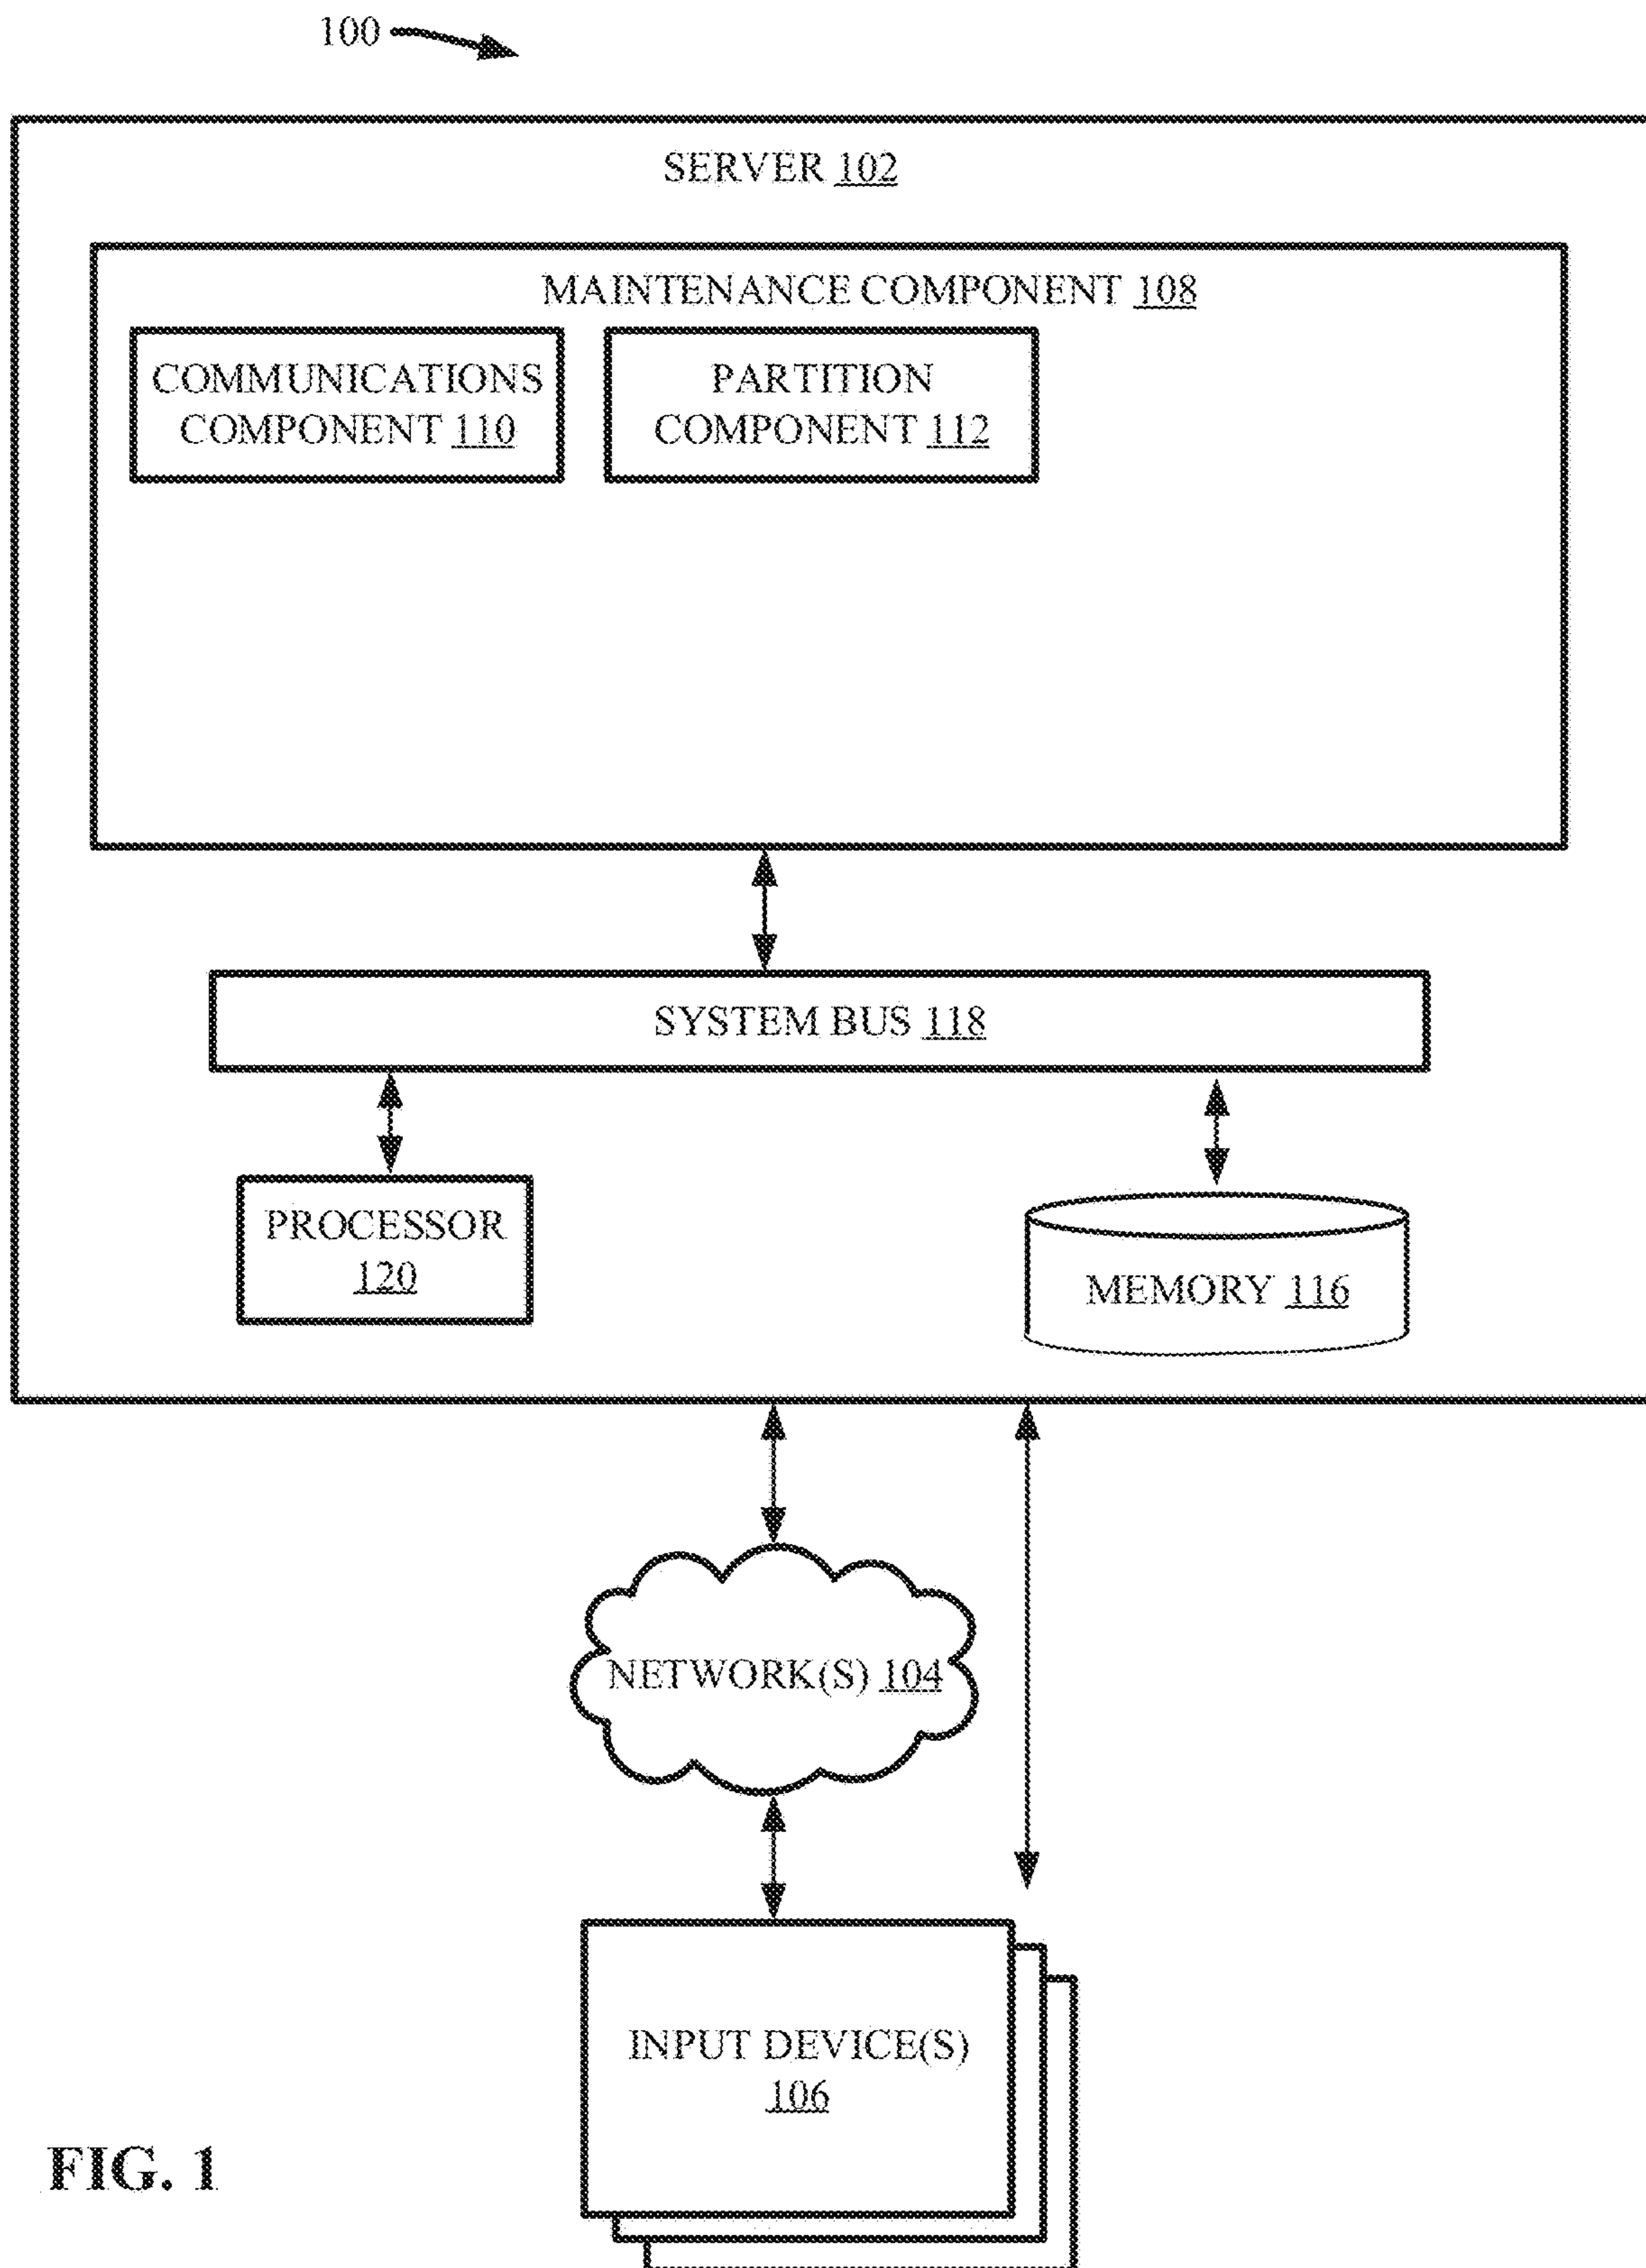 100
SERVER 102
MAINTENANCE COMPONENT 108
COMMUNICATIONS
COMPONENT 110
PARTITION
COMPONENT 112
SYSTEM BUS 118
PROCESSOR
120
MEMORY 116
NETWORK(S) 104
INPUT DEVICE(S)
106
FIG. 1